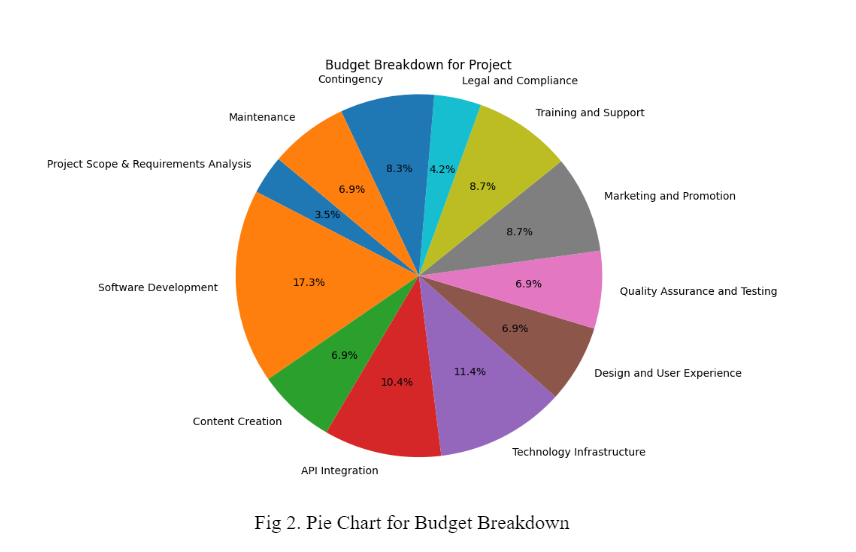 Budget Breakdown for Project
Contingency
Legal and Compliance
Maintenance
Training and Support
Project Scope & Requirements Analysis
Marketing and Promotion
Software Development
Quality Assurance and Testing
Content Creation
Design and User Experience
API Integration
Technology Infrastructure
8.3%
4.2%
6.9%
8.7%
3.5%
8.7%
17.3%
6.9%
6.9%
6.9%
10.4%
11.4%
Fig 2. Pie Chart for Budget Breakdown